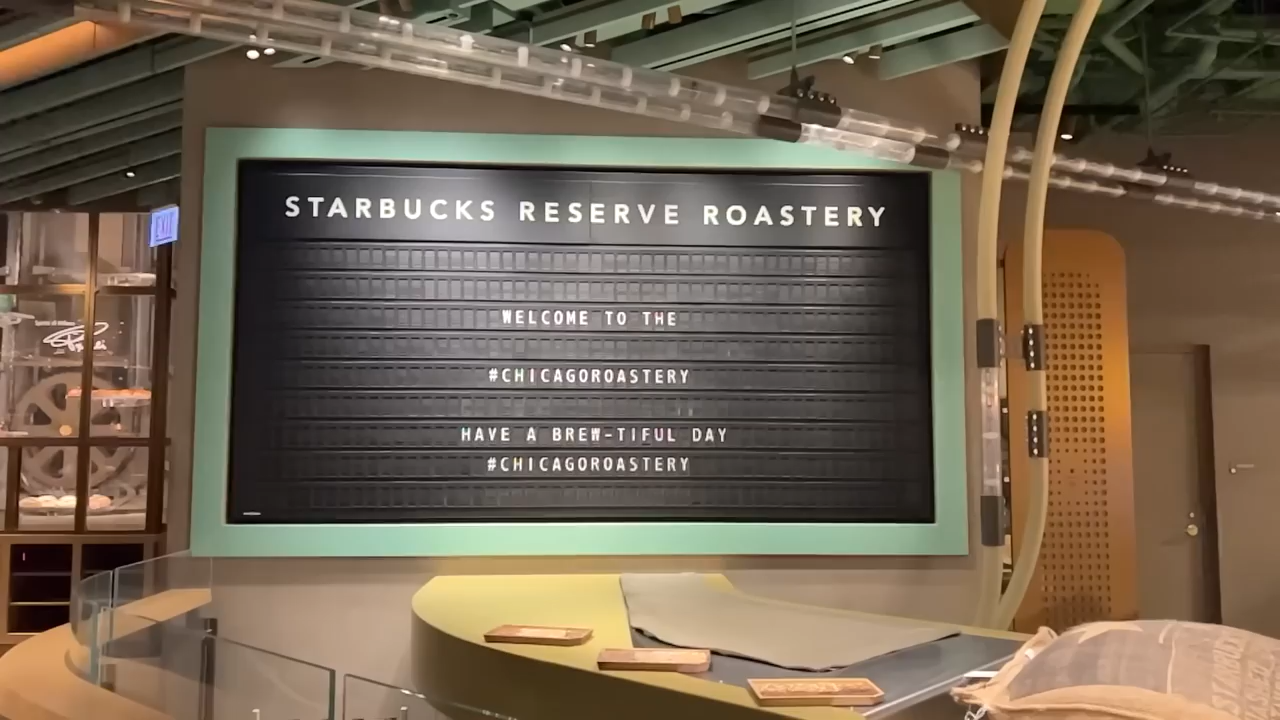 STARBUCKS RESERVE ROASTERY
EXIT
WELCOME TO THE
#CHICAGOROASTERY
HAVE A BREW-TIFUL DAY
#CHICAGOROASTERY